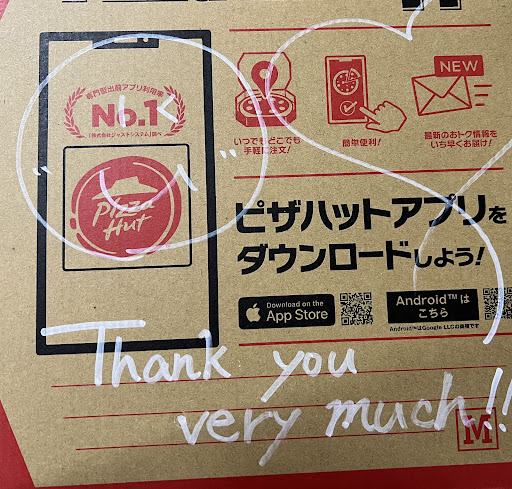 専門宅配ピザアプリ利用率
No.1
「株式会社ジャストシステム」調べ
Pizza
Hut
いつでもどこでも
手軽に注文!
簡単便利!
NEW
最新のおトク情報を
いち早くお届け!
ピザハットアプリを
ダウンロードしよう!
Download on the
App Store
Android™は
こちら
Android™はGoogle LLCの商標です
Thank you
very much!!
M